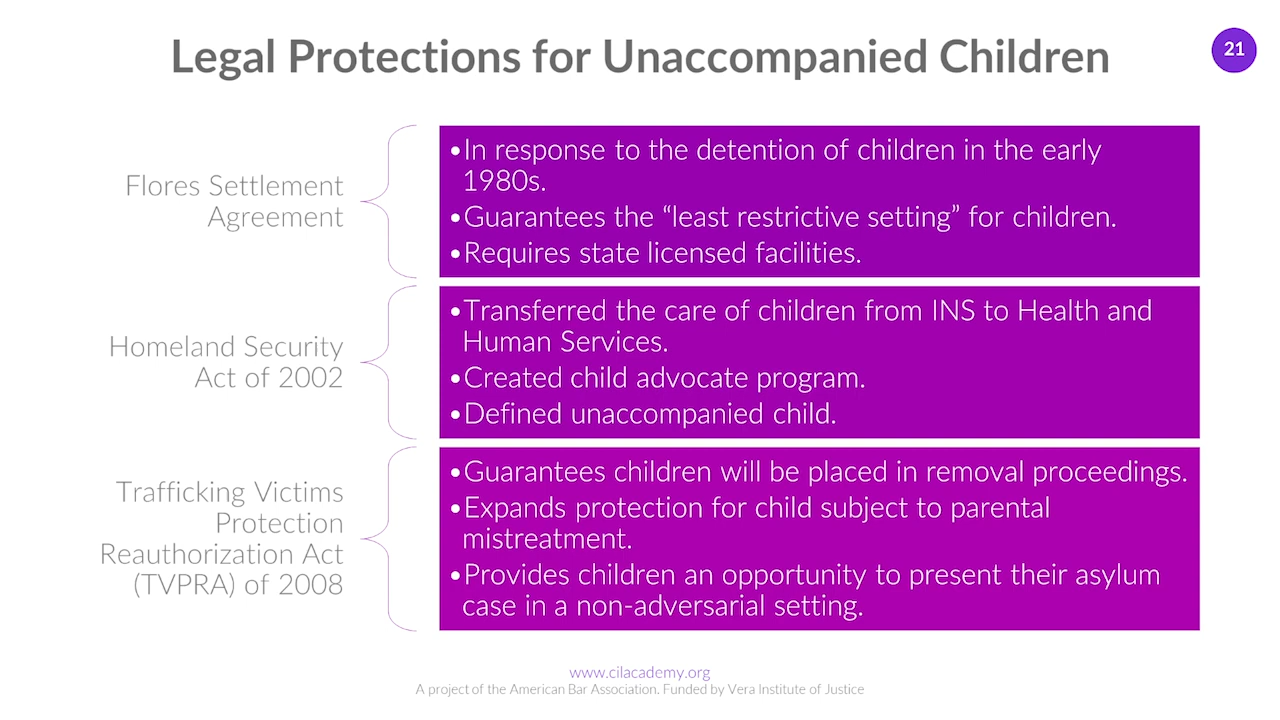 Legal Protections for Unaccompanied Children
21
Flores Settlement
Agreement
•In response to the detention of children in the early
1980s.
•Guarantees the “least restrictive setting” for children.
•Requires state licensed facilities.
Homeland Security
Act of 2002
•Transferred the care of children from INS to Health and
Human Services.
•Created child advocate program.
•Defined unaccompanied child.
Trafficking Victims
Protection
Reauthorization Act
(TVPRA) of 2008
•Guarantees children will be placed in removal proceedings.
•Expands protection for child subject to parental
mistreatment.
•Provides children an opportunity to present their asylum
case in a non-adversarial setting.
www.cilacademy.org
A project of the American Bar Association. Funded by Vera Institute of Justice